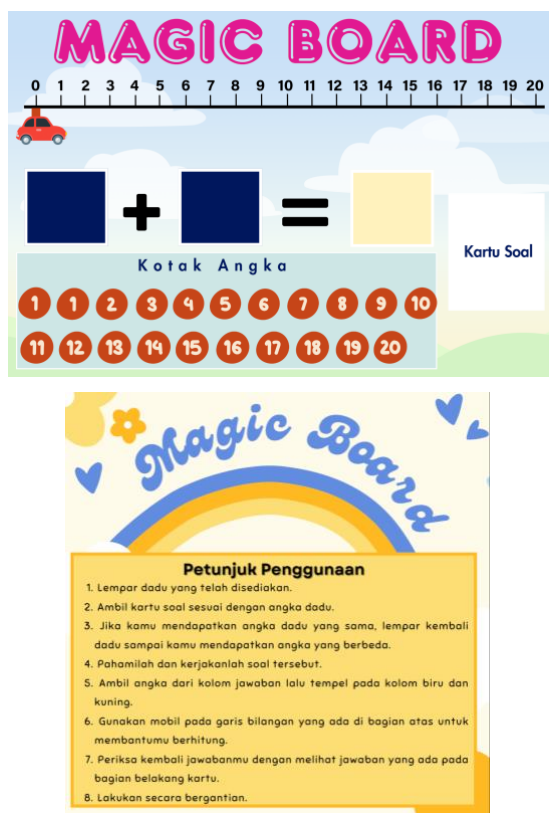 MAGIC BOARD
0 1 2 3 4 5 6 7 8 9 10 11 12 13 14 15 16 17 18 19 20
+ =
Kartu Soal
Kotak Angka
1 1 2 3 4 5 6 7 8 9 10
11 12 13 14 15 16 17 18 19 20
Magic Board
Petunjuk Penggunaan
1. Lempar dadu yang telah disediakan.
2. Ambil kartu soal sesuai dengan angka dadu.
3. Jika kamu mendapatkan angka dadu yang sama, lempar kembali
dadu sampai kamu mendapatkan angka yang berbeda.
4. Pahamilah dan kerjakanlah soal tersebut.
5. Ambil angka dari kolom jawaban lalu tempel pada kolom biru dan
kuning.
6. Gunakan mobil pada garis bilangan yang ada di bagian atas untuk
membantumu berhitung.
7. Periksa kembali jawabanmu dengan melihat jawaban yang ada pada
bagian belakang kartu.
8. Lakukan secara bergantian.